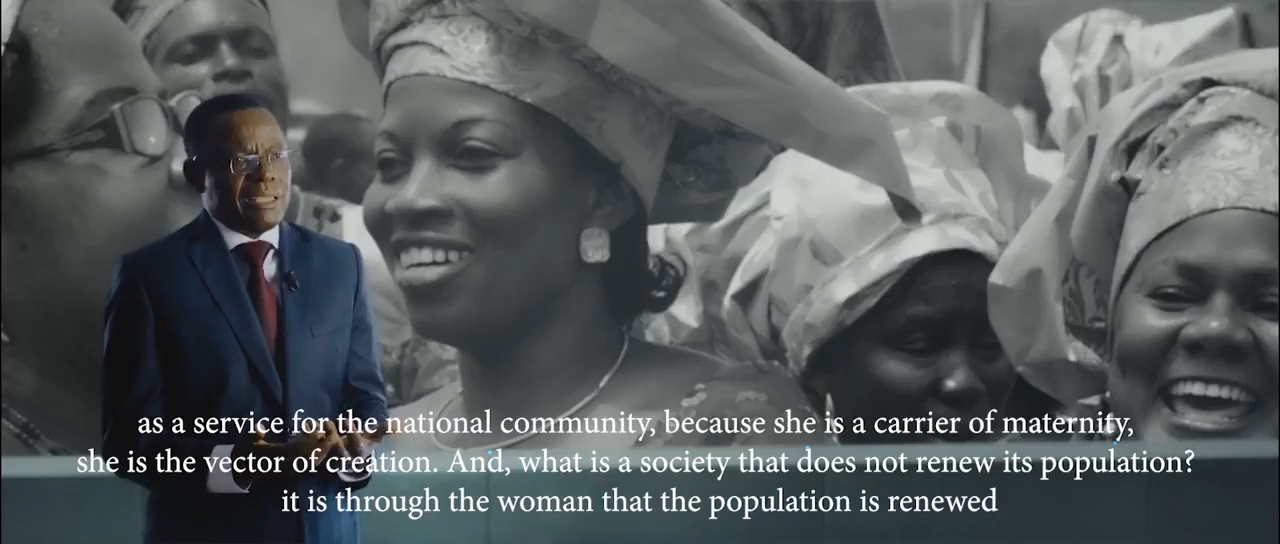 as a service for the national community, because she is a carrier of maternity,
she is the vector of creation. And, what is a society that does not renew its population?
it is through the woman that the population is renewed